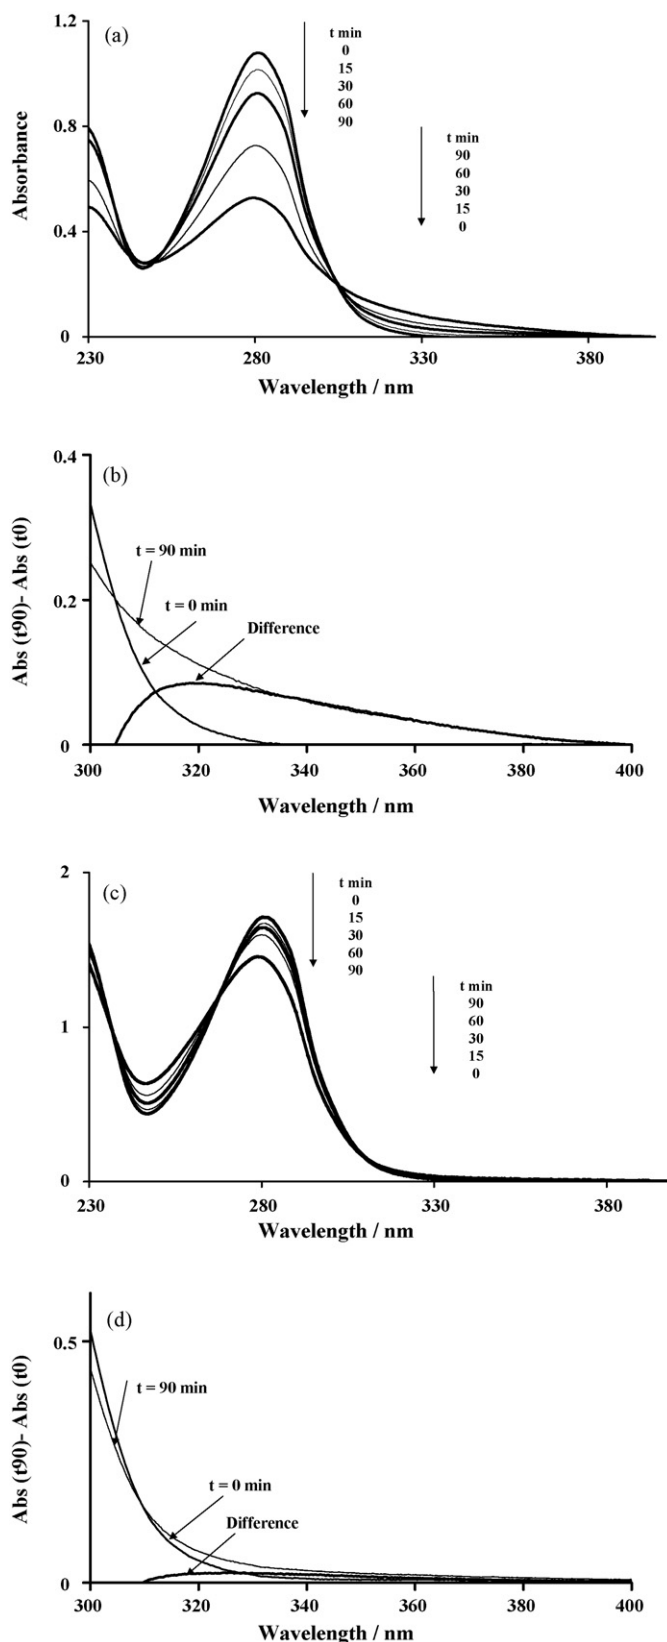 (a)
t min
0
15
30
60
90
t min
90
60
30
15
0
1.2
0.8
0.4
0
Absorbance
230
280
330
380
Wavelength / nm
(b)
t = 90 min
t = 0 min
Difference
0.4
0.2
0
Abs (t90)- Abs (t0)
300
320
340
360
380
400
Wavelength / nm
(c)
t min
0
15
30
60
90
t min
90
60
30
15
0
2
1
0
Absorbance
230
280
330
380
Wavelength / nm
(d)
t = 90 min
t = 0 min
Difference
0.5
0
Abs (t90)- Abs (t0)
300
320
340
360
380
400
Wavelength / nm